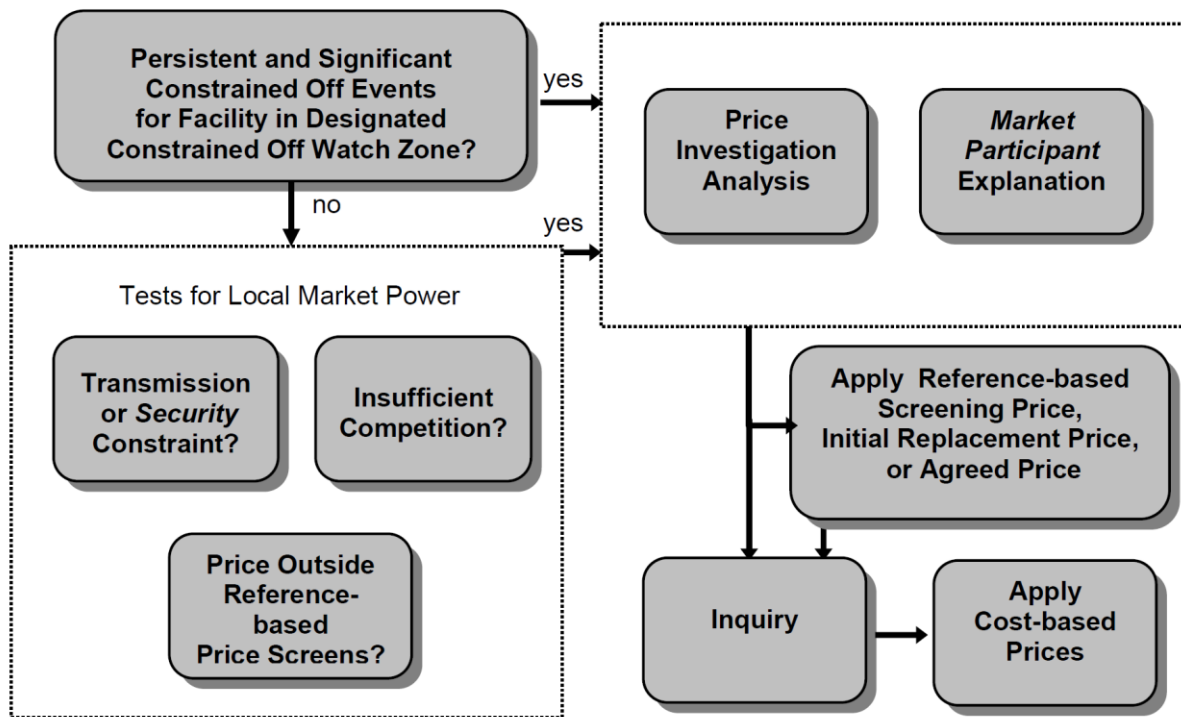 Persistent and Significant
Constrained Off Events
for Facility in Designated
Constrained Off Watch Zone?
yes
no
yes
Price
Investigation
Analysis
Market
Participant
Explanation
Tests for Local Market Power
Transmission
or Security
Constraint?
Insufficient
Competition?
Price Outside
Reference-
based
Price Screens?
Apply Reference-based
Screening Price,
Initial Replacement Price,
or Agreed Price
Inquiry
Apply
Cost-based
Prices